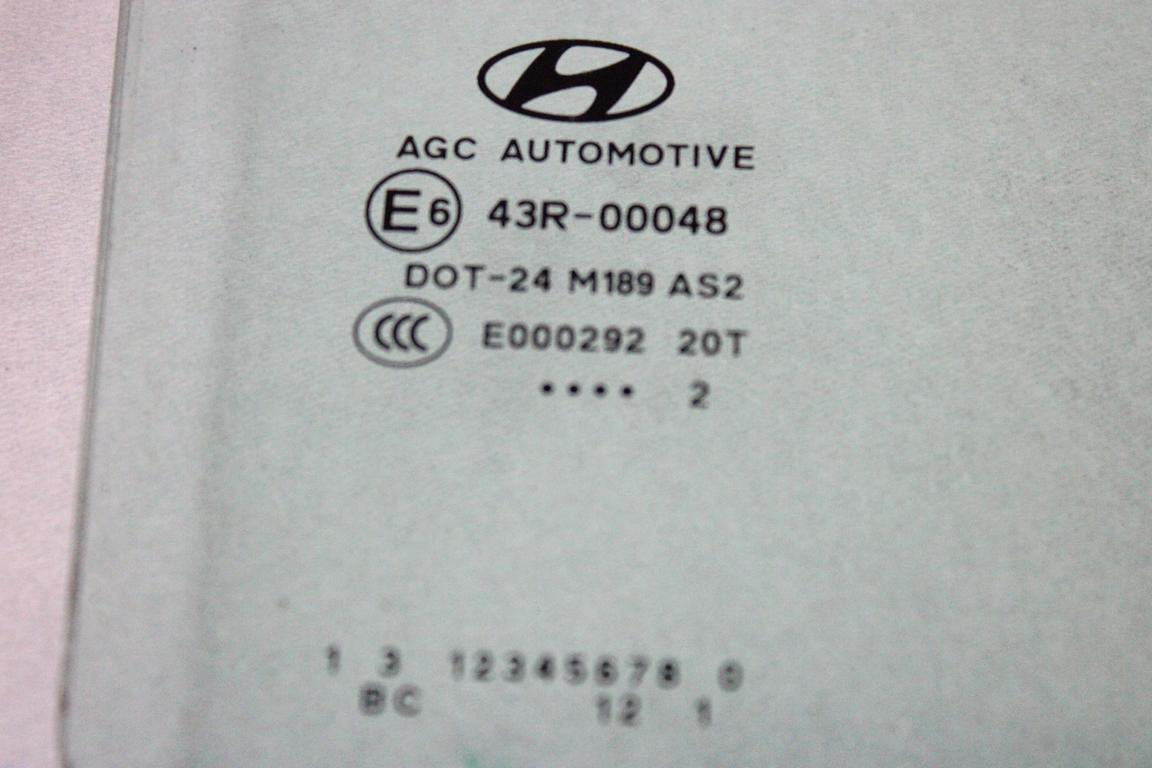 AGC AUTOMOTIVE
E6 43R-00048
DOT-24 M189 AS2
CCC E000292 20T
•••• 2
1 3 12345678 0
BC 12 1